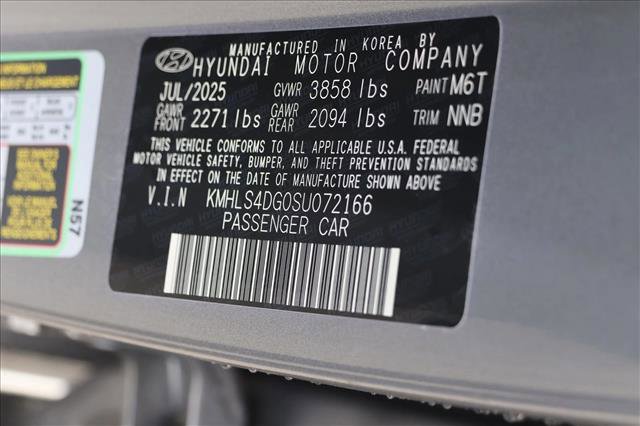 MANUFACTURED IN KOREA BY
HYUNDAI MOTOR COMPANY
JUL/2025 GVWR 3858 lbs PAINT M6T
GAWR FRONT 2271 lbs GAWR REAR 2094 lbs TRIM NNB
THIS VEHICLE CONFORMS TO ALL APPLICABLE U.S.A. FEDERAL
MOTOR VEHICLE SAFETY, BUMPER, AND THEFT PREVENTION STANDARDS
IN EFFECT ON THE DATE OF MANUFACTURE SHOWN ABOVE
V.I.N KMHLS4DG0SU072166
PASSENGER CAR
N57